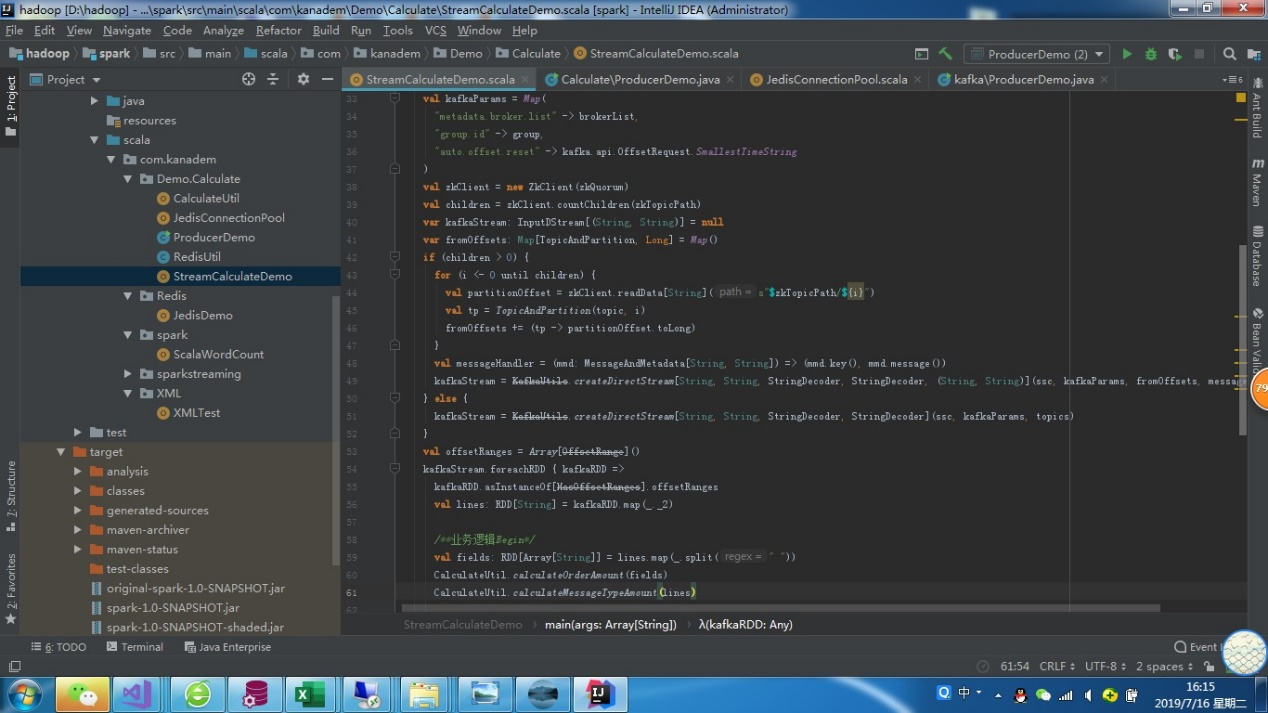 hadoop [D:\hadoop] - ...\spark\src\main\scala\com\kanadem\Demo\Calculate\StreamCalculateDemo.scala [spark] - IntelliJ IDEA (Administrator)
File Edit View Navigate Code Analyze Refactor Build Run Tools VCS Window Help
hadoop spark src main scala com kanadem Demo Calculate StreamCalculateDemo.scala ProducerDemo (2)
1: Project
Project
StreamCalculateDemo.scala Calculate\ProducerDemo.java JedisConnectionPool.scala kafka\ProducerDemo.java
java
resources
scala
com.kanadem
Demo.Calculate
CalculateUtil
JedisConnectionPool
ProducerDemo
RedisUtil
StreamCalculateDemo
Redis
JedisDemo
spark
ScalaWordCount
sparkstreaming
XML
XMLTest
test
target
analysis
classes
generated-sources
maven-archiver
maven-status
test-classes
original-spark-1.0-SNAPSHOT.jar
spark-1.0-SNAPSHOT.jar
spark-1.0-SNAPSHOT-shaded.jar
7: Structure
2: Favorites
33 val kafkaParams = Map(
34 "metadata.broker.list" -> brokerList,
35 "group.id" -> group,
36 "auto.offset.reset" -> kafka.api.OffsetRequest.SmallestTimeString
37 )
38 val zkClient = new ZkClient(zkQuorum)
39 val children = zkClient.countChildren(zkTopicPath)
40 var kafkaStream: InputDStream[(String, String)] = null
41 var fromOffsets: Map[TopicAndPartition, Long] = Map()
42 if (children > 0) {
43 for (i <- 0 until children) {
44 val partitionOffset = zkClient.readData[String]( path = s"$zkTopicPath/${i}")
45 val tp = TopicAndPartition(topic, i)
46 fromOffsets += (tp -> partitionOffset.toLong)
47 }
48 val messageHandler = (mmd: MessageAndMetadata[String, String]) => (mmd.key(), mmd.message())
49 kafkaStream = KafkaUtils.createDirectStream[String, String, StringDecoder, StringDecoder, (String, String)](ssc, kafkaParams, fromOffsets, messag
50 } else {
51 kafkaStream = KafkaUtils.createDirectStream[String, String, StringDecoder, StringDecoder](ssc, kafkaParams, topics)
52 }
53 val offsetRanges = Array[OffsetRange]()
54 kafkaStream.foreachRDD { kafkaRDD =>
55 kafkaRDD.asInstanceOf[HasOffsetRanges].offsetRanges
56 val lines: RDD[String] = kafkaRDD.map(_._2)
57
58 /**业务逻辑Begin*/
59 val fields: RDD[Array[String]] = lines.map(_.split( regex = " "))
60 CalculateUtil.calculateOrderAmount(fields)
61 CalculateUtil.calculateMessageTypeAmount(lines)
62
Ant Build
Maven
Database
Bean Vali
79
StreamCalculateDemo main(args: Array[String]) λ(kafkaRDD: Any)
6: TODO Terminal Java Enterprise Event
61:54 CRLF UTF-8 2 spaces
中
16:15
2019/7/16 星期二